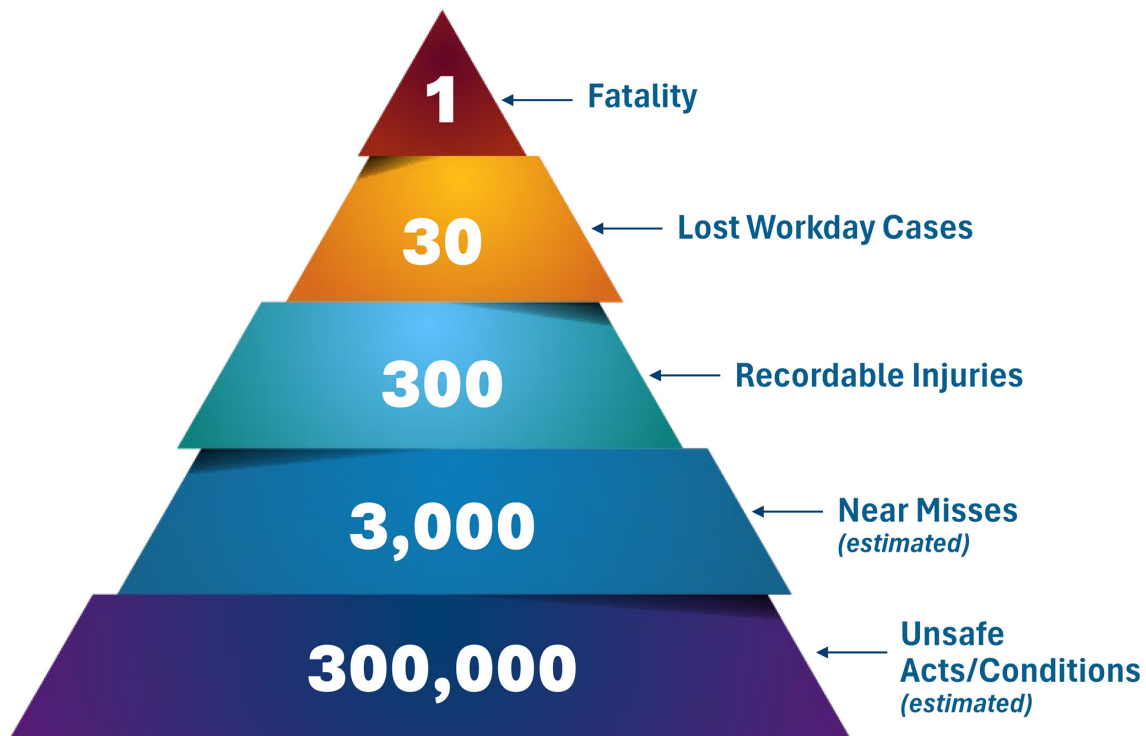 1
Fatality
30
Lost Workday Cases
300
Recordable Injuries
3,000
Near Misses
(estimated)
300,000
Unsafe
Acts/Conditions
(estimated)